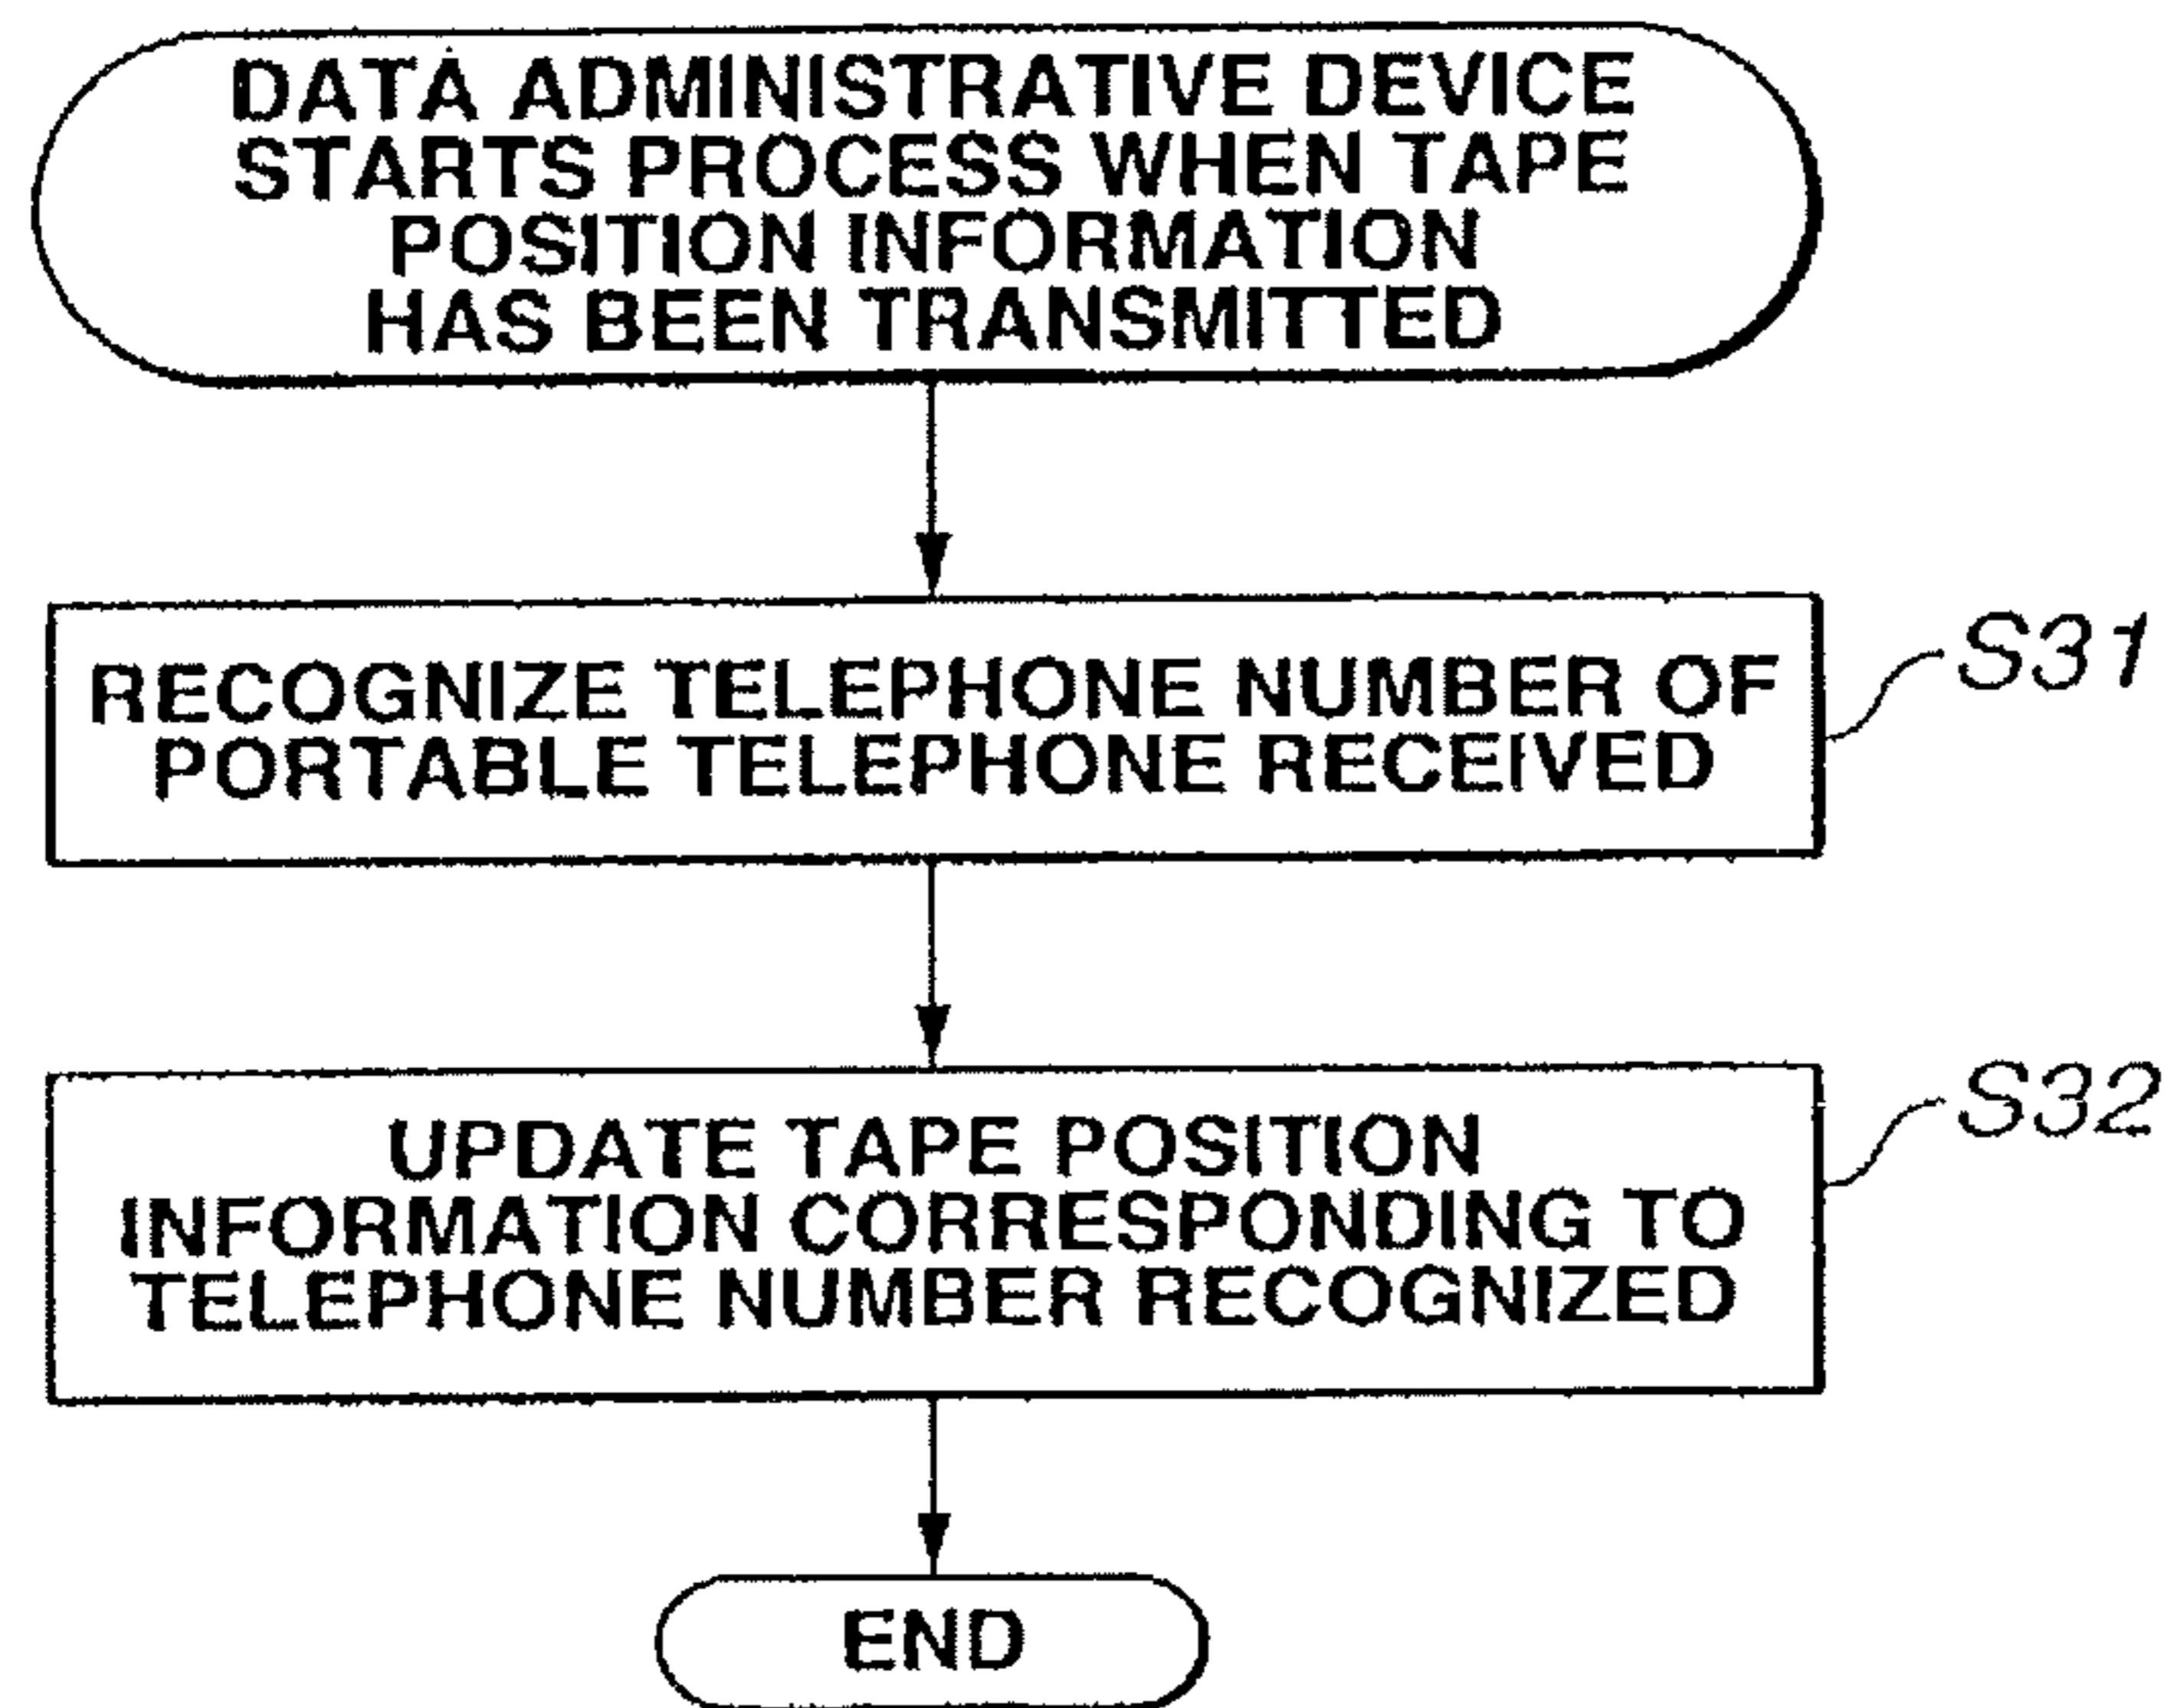 DATA ADMINISTRATIVE DEVICE
STARTS PROCESS WHEN TAPE
POSITION INFORMATION
HAS BEEN TRANSMITTED
RECOGNIZE TELEPHONE NUMBER OF
PORTABLE TELEPHONE RECEIVED
S31
UPDATE TAPE POSITION
INFORMATION CORRESPONDING TO
TELEPHONE NUMBER RECOGNIZED
S32
END